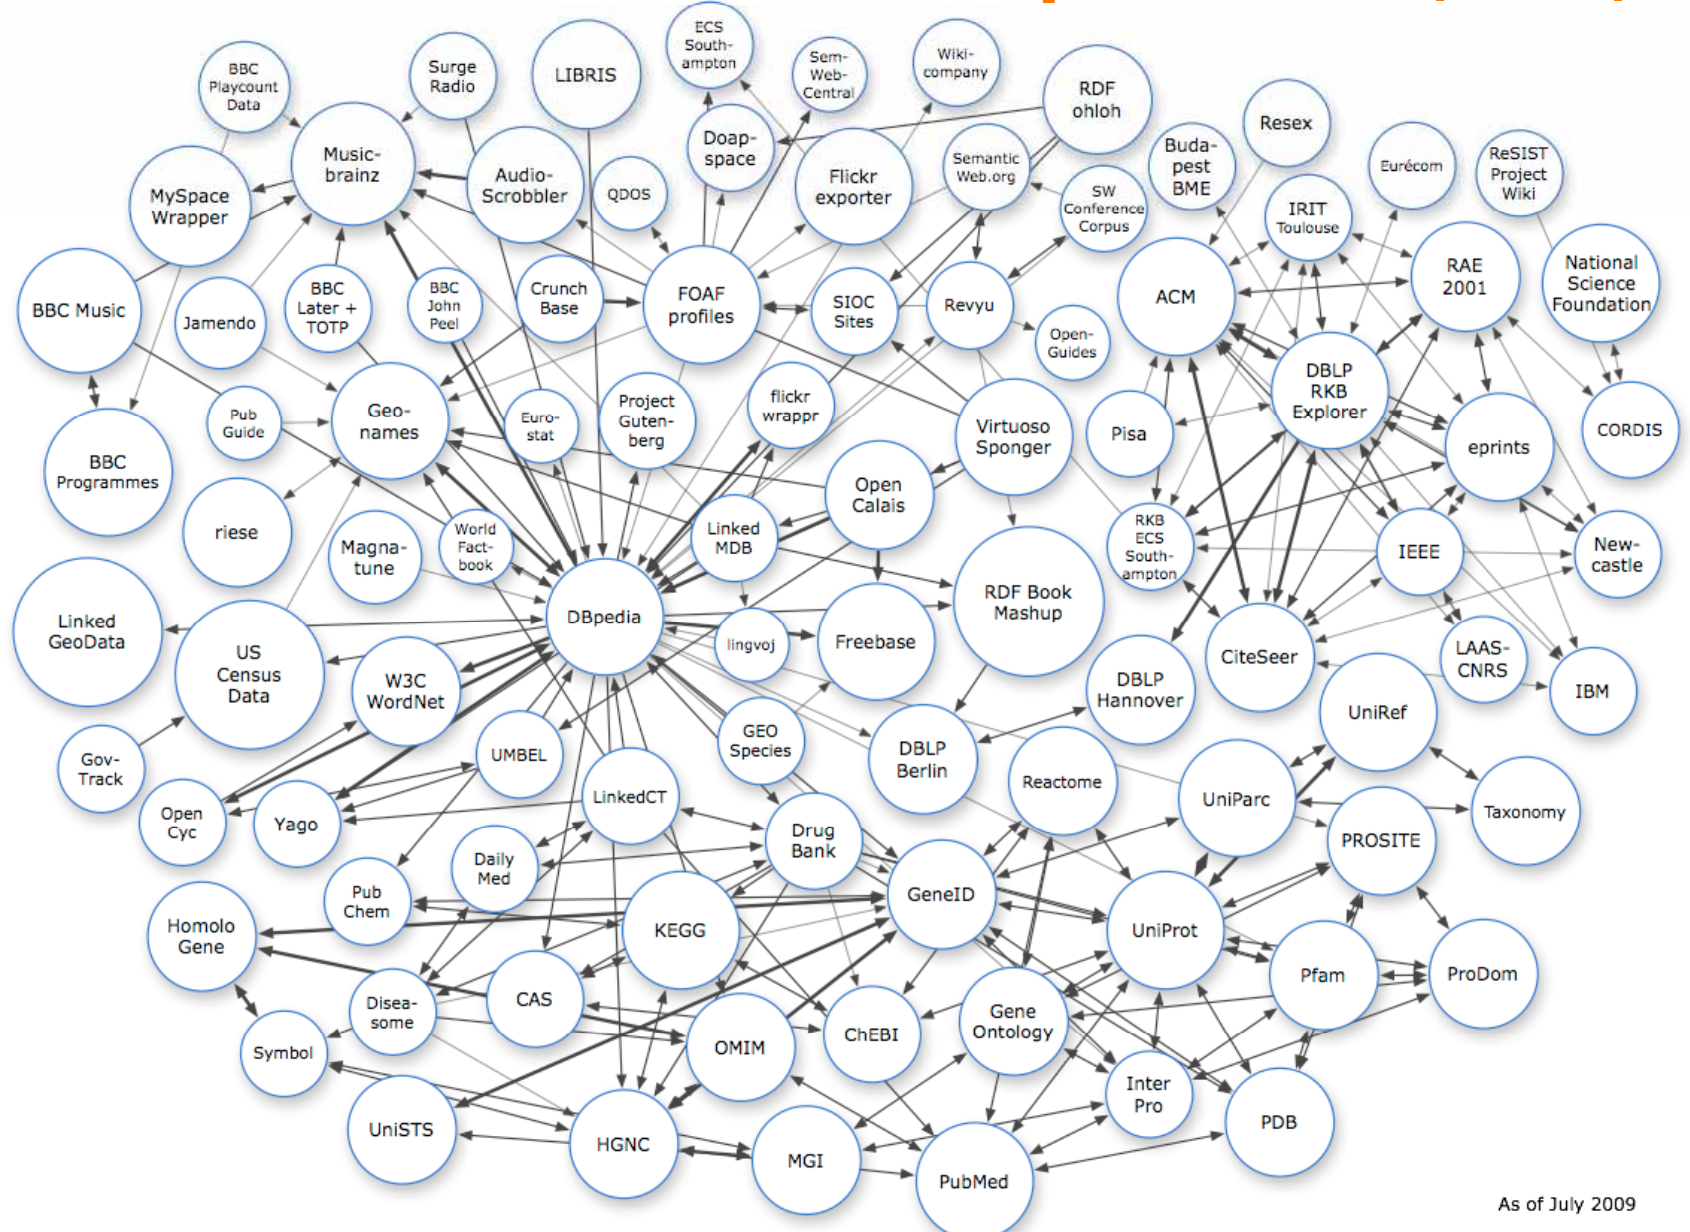 ECS
South-
ampton
Sem-
Web-
Central
Wiki-
company
BBC
Playcount
Data
Surge
Radio
LIBRIS
RDF
ohloh
Doap-
space
Resex
Music-
brainz
MySpace
Wrapper
Audio-
Scrobbler
QDOS
Flickr
exporter
Semantic
Web.org
SW
Conference
Corpus
Buda-
pest
BME
IRIT
Toulouse
Eurécom
ReSIST
Project
Wiki
BBC Music
Jamendo
BBC
Later +
TOTP
BBC
John
Peel
Crunch
Base
FOAF
profiles
SIOC
Sites
Revyu
Open-
Guides
ACM
RAE
2001
National
Science
Foundation
Pub
Guide
Geo-
names
Euro-
stat
Project
Guten-
berg
flickr
wrappr
Virtuoso
Sponger
Pisa
DBLP
RKB
Explorer
eprints
CORDIS
BBC
Programmes
riese
Magna-
tune
World
Fact-
book
Linked
MDB
Open
Calais
RKB
ECS
South-
ampton
IEEE
New-
castle
Linked
GeoData
US
Census
Data
W3C
WordNet
DBpedia
lingvoj
Freebase
RDF Book
Mashup
DBLP
Hannover
CiteSeer
LAAS-
CNRS
IBM
Gov-
Track
Open
Cyc
Yago
UMBEL
LinkedCT
GEO
Species
DBLP
Berlin
Reactome
UniParc
UniRef
Taxonomy
PROSITE
Drug
Bank
Daily
Med
Pub
Chem
Homolo
Gene
KEGG
GeneID
UniProt
Pfam
ProDom
CAS
Disea-
some
Symbol
OMIM
ChEBI
Gene
Ontology
Inter
Pro
PDB
UniSTS
HGNC
MGI
PubMed
As of July 2009